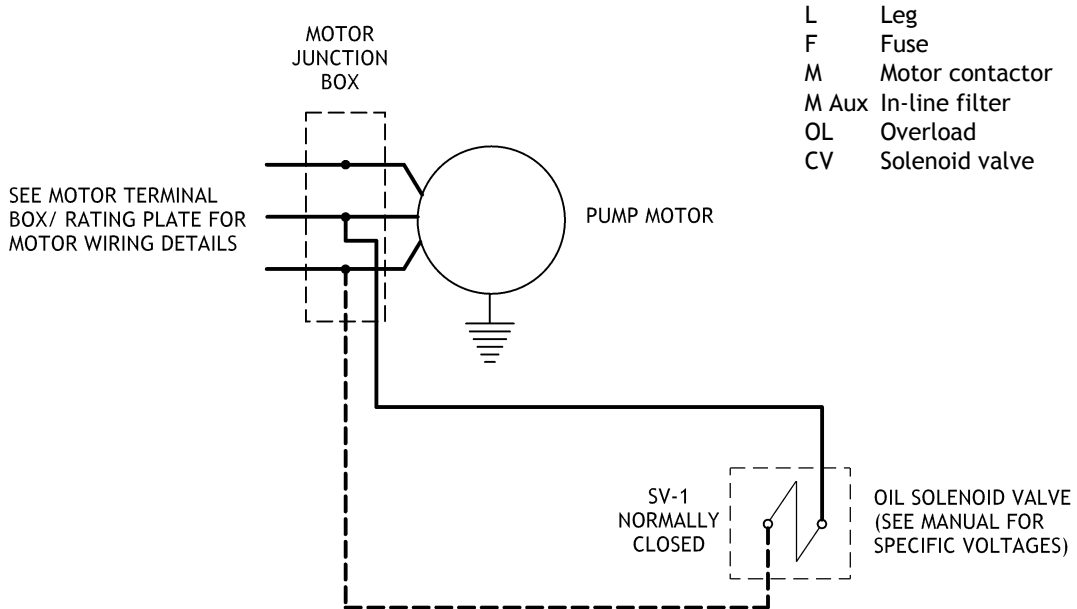 MOTOR
JUNCTION
BOX
L Leg
F Fuse
M Motor contactor
M Aux In-line filter
OL Overload
CV Solenoid valve
SEE MOTOR TERMINAL
BOX/ RATING PLATE FOR
MOTOR WIRING DETAILS
PUMP MOTOR
SV-1
NORMALLY
CLOSED
OIL SOLENOID VALVE
(SEE MANUAL FOR
SPECIFIC VOLTAGES)